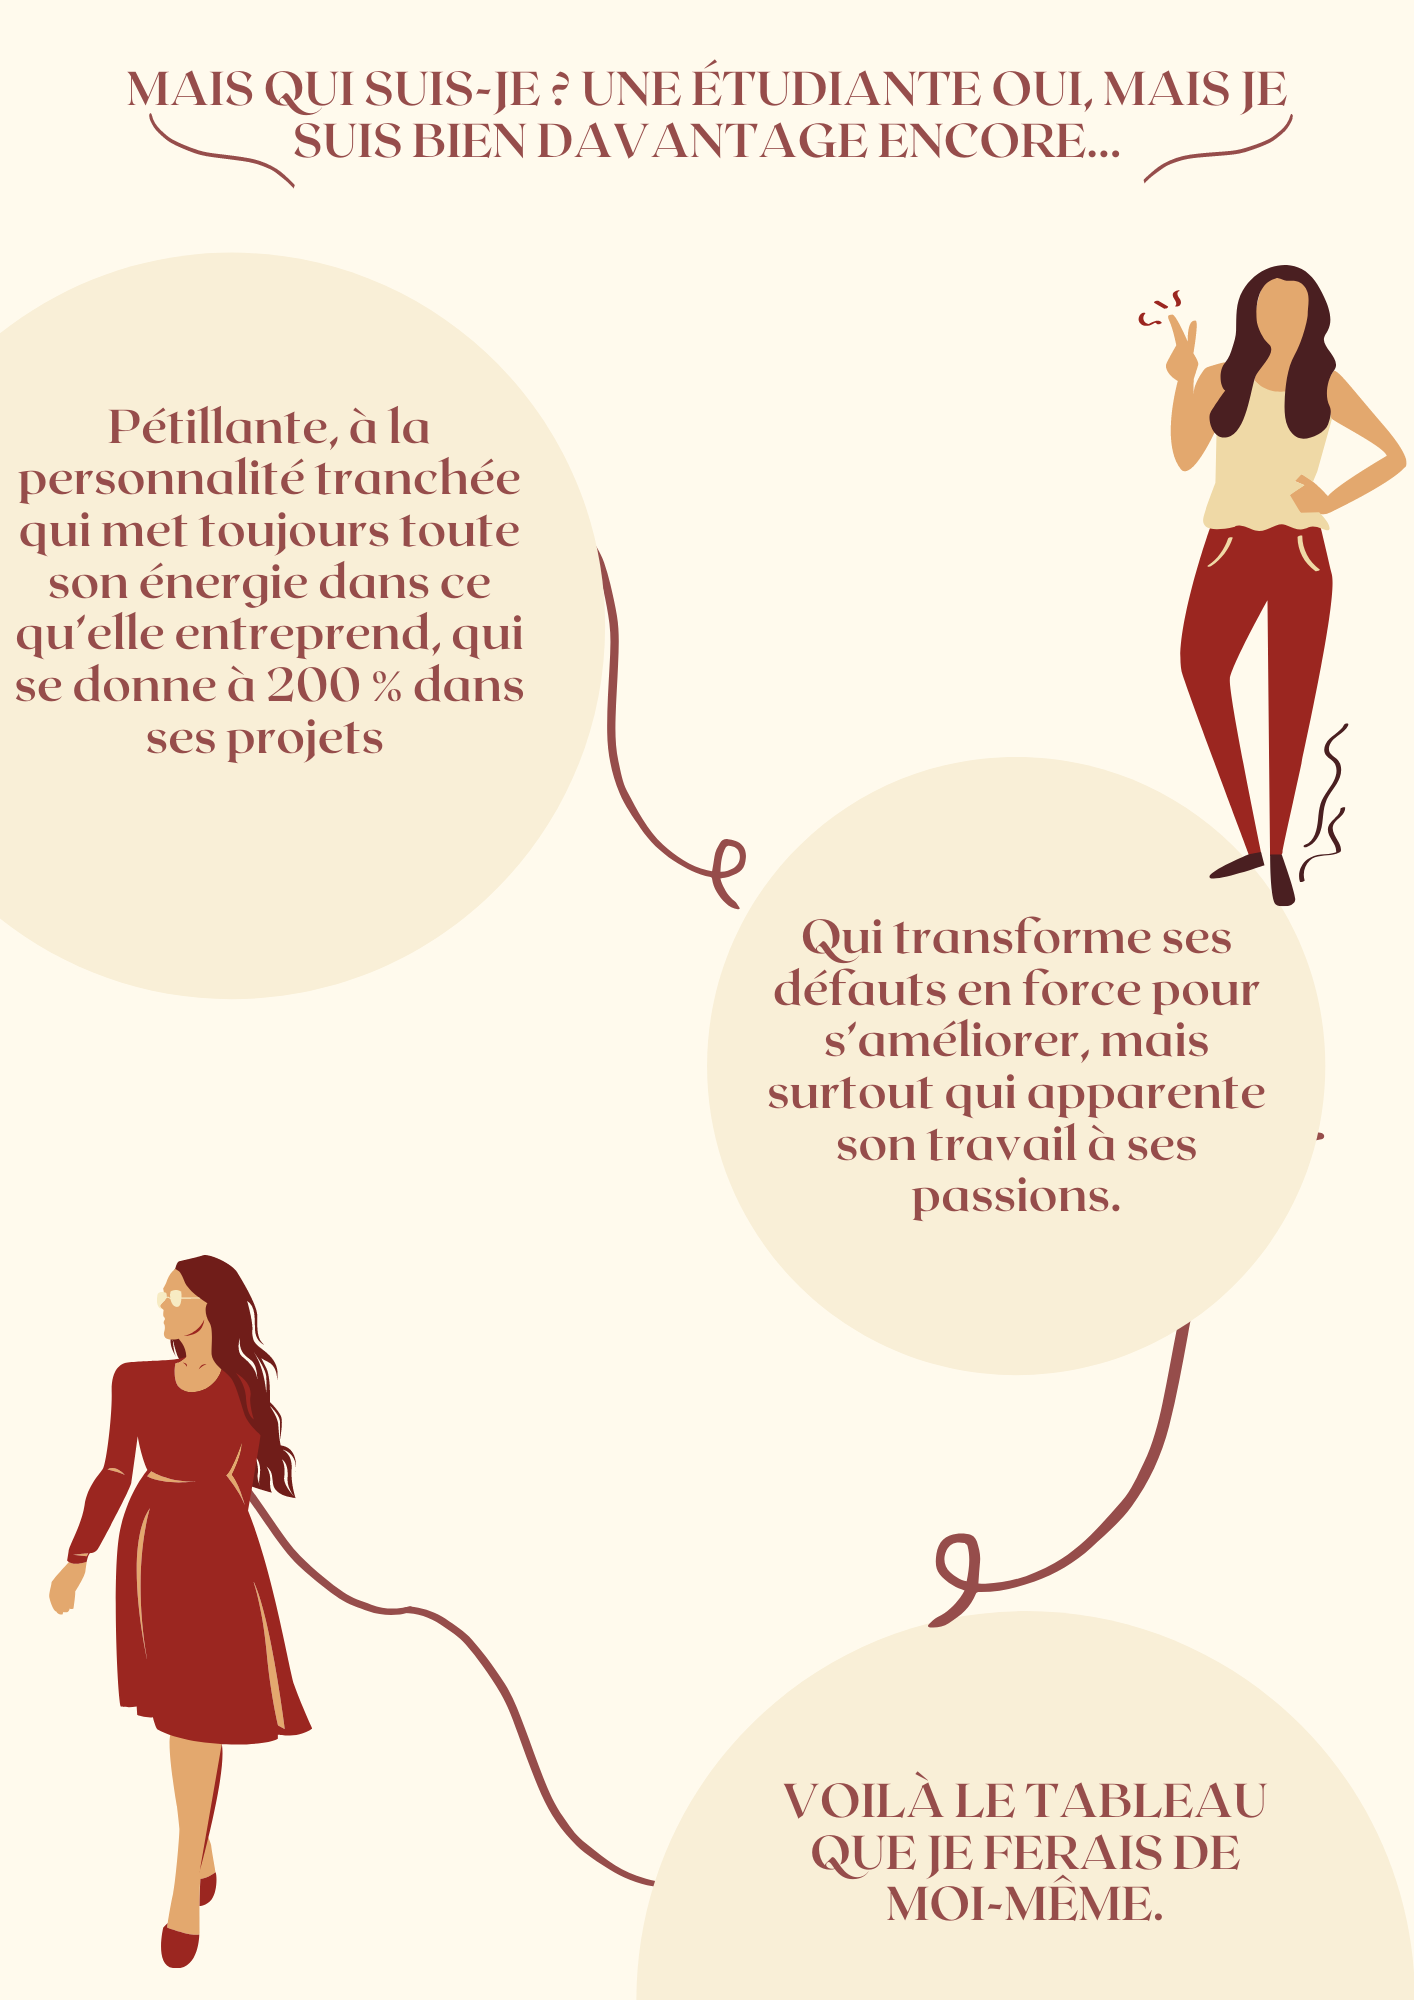 MAIS QUI SUIS-JE ? UNE ÉTUDIANTE OUI, MAIS JE
SUIS BIEN DAVANTAGE ENCORE...
Pétillante, à la
personnalité tranchée
qui met toujours toute
son énergie dans ce
qu'elle entreprend, qui
se donne à 200 % dans
ses projets
Qui transforme ses
défauts en force pour
s'améliorer, mais
surtout qui apparente
son travail à ses
passions.
VOILÀ LE TABLEAU
QUE JE FERAIS DE
MOI-MÊME.